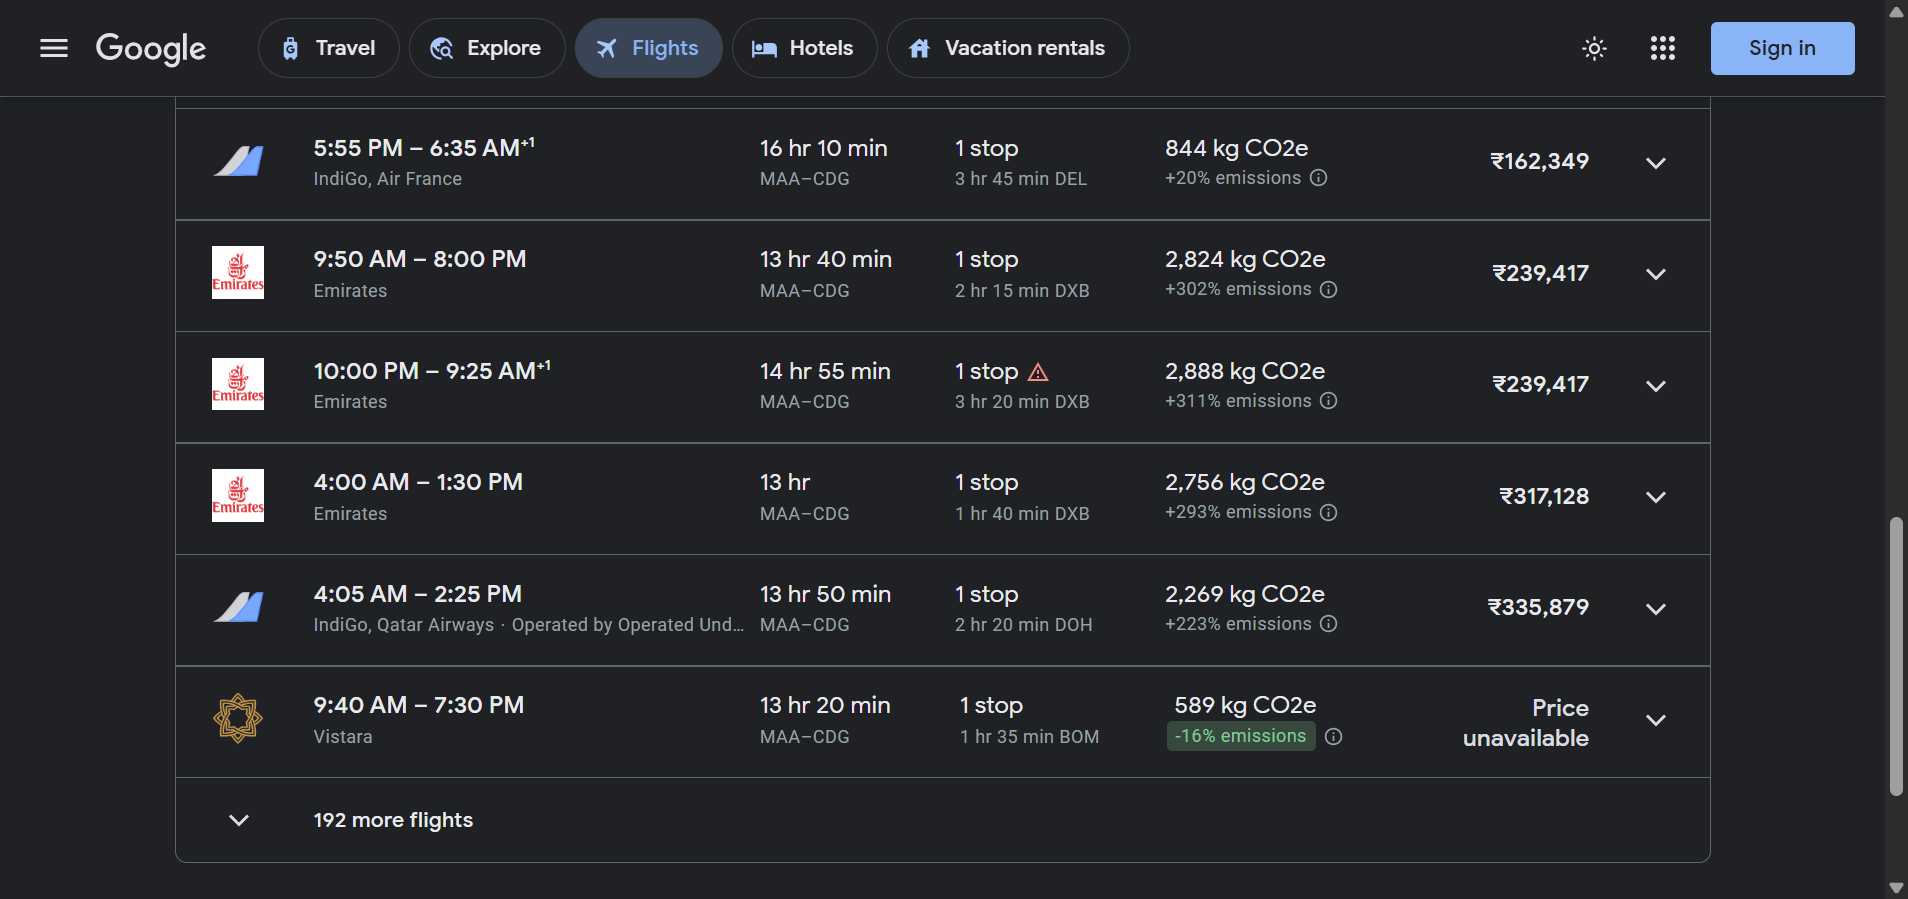 Google
Travel
Explore
Flights
Hotels
Vacation rentals
Sign in
5:55 PM – 6:35 AM+1
IndiGo, Air France
16 hr 10 min
MAA–CDG
1 stop
3 hr 45 min DEL
844 kg CO2e
+20% emissions
₹162,349
Emirates
9:50 AM – 8:00 PM
Emirates
13 hr 40 min
MAA–CDG
1 stop
2 hr 15 min DXB
2,824 kg CO2e
+302% emissions
₹239,417
Emirates
10:00 PM – 9:25 AM+1
Emirates
14 hr 55 min
MAA–CDG
1 stop
3 hr 20 min DXB
2,888 kg CO2e
+311% emissions
₹239,417
Emirates
4:00 AM – 1:30 PM
Emirates
13 hr
MAA–CDG
1 stop
1 hr 40 min DXB
2,756 kg CO2e
+293% emissions
₹317,128
4:05 AM – 2:25 PM
IndiGo, Qatar Airways · Operated by Operated Und...
13 hr 50 min
MAA–CDG
1 stop
2 hr 20 min DOH
2,269 kg CO2e
+223% emissions
₹335,879
9:40 AM – 7:30 PM
Vistara
13 hr 20 min
MAA–CDG
1 stop
1 hr 35 min BOM
589 kg CO2e
-16% emissions
Price
unavailable
192 more flights